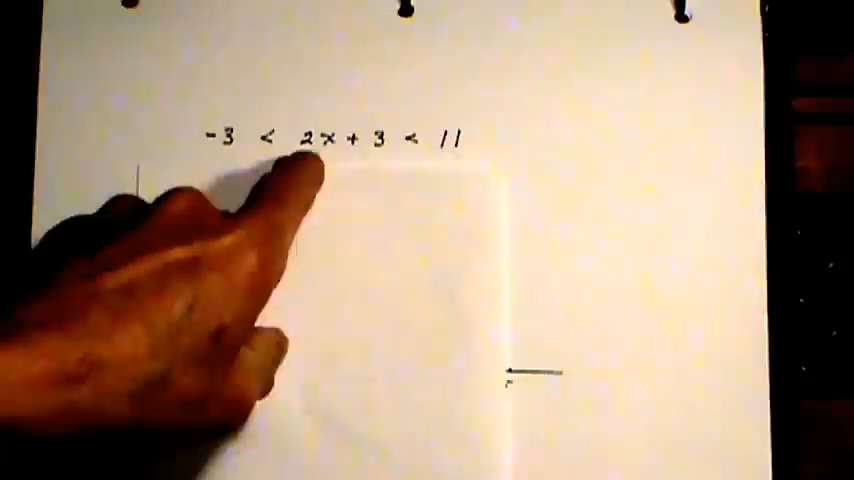 -3 < 2x + 3 < 11